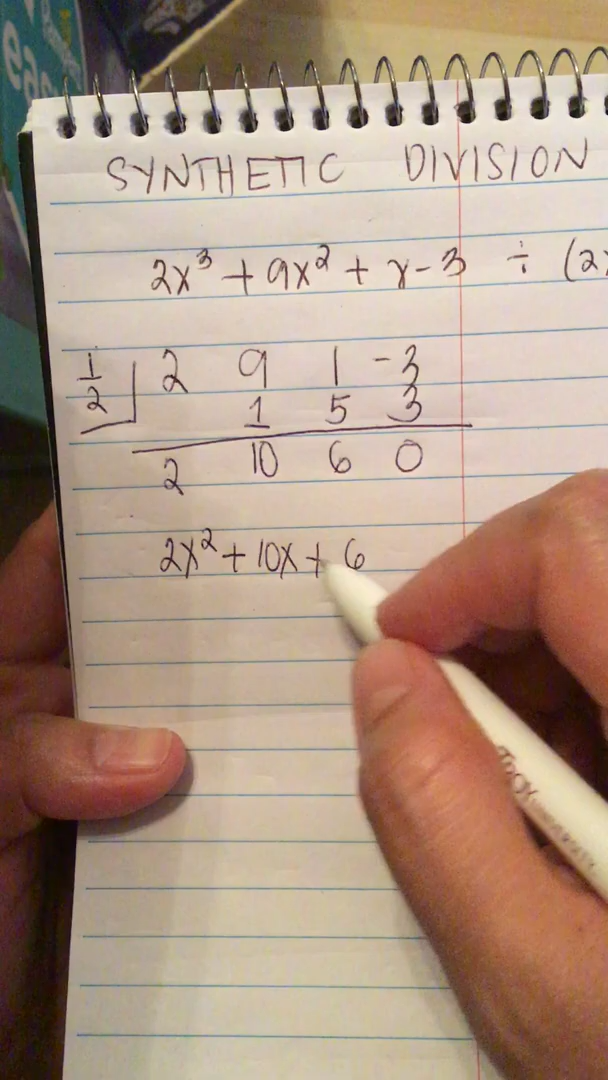 SYNTHETIC DIVISION
2x³ + 9x² + x - 3 ÷ (2x
1/2 2 9 1 -3
1 5 3
2 10 6 0
2x² + 10x + 6